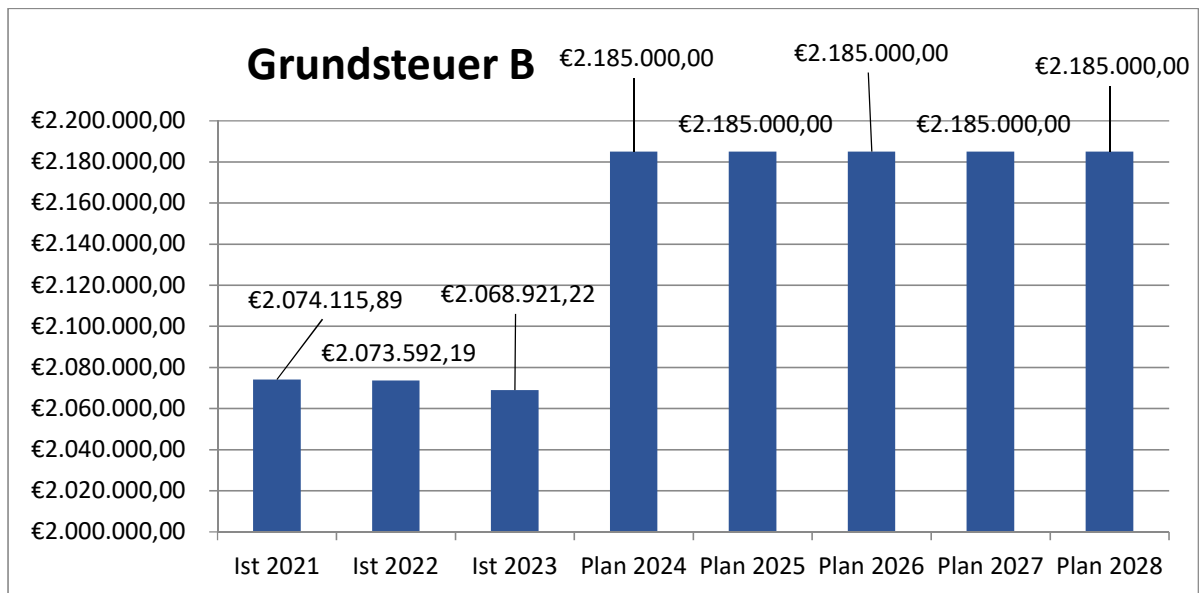 Grundsteuer B
€2.185.000,00
€2.185.000,00
€2.185.000,00
€2.200.000,00
€2.185.000,00
€2.185.000,00
€2.180.000,00
€2.160.000,00
€2.140.000,00
€2.120.000,00
€2.100.000,00
€2.080.000,00
€2.060.000,00
€2.040.000,00
€2.020.000,00
€2.000.000,00
€2.074.115,89
€2.073.592,19
€2.068.921,22
Ist 2021
Ist 2022
Ist 2023
Plan 2024
Plan 2025
Plan 2026
Plan 2027
Plan 2028